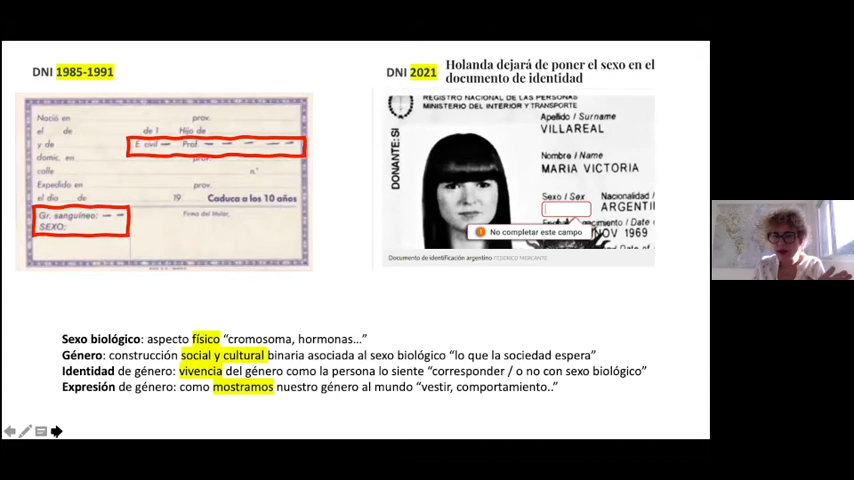 DNI 1985-1991
Nació en prov.
el de de 1 Hijo de
y de E. civil — Prof. — — — — —
domic. en prov.
calle n.°
Expedido en prov.
el día de 19 Caduca a los 10 años
Gr. sanguíneo: — —
SEXO:
Firma del titular,
DNI 2021
Holanda dejará de poner el sexo en el
documento de identidad
REGISTRO NACIONAL DE LAS PERSONAS
MINISTERIO DEL INTERIOR Y TRANSPORTE
DONANTE: SI
Apellido / Surname
VILLAREAL
Nombre / Name
MARIA VICTORIA
Sexo / Sex Nacionalidad /
ARGENTI
cimiento / Date
No completar este campo
NOV 1969
Documento de identificación argentino FEDERICO MERCANTE
Sexo biológico: aspecto físico “cromosoma, hormonas…”
Género: construcción social y cultural binaria asociada al sexo biológico “lo que la sociedad espera”
Identidad de género: vivencia del género como la persona lo siente “corresponder / o no con sexo biológico”
Expresión de género: como mostramos nuestro género al mundo “vestir, comportamiento..”